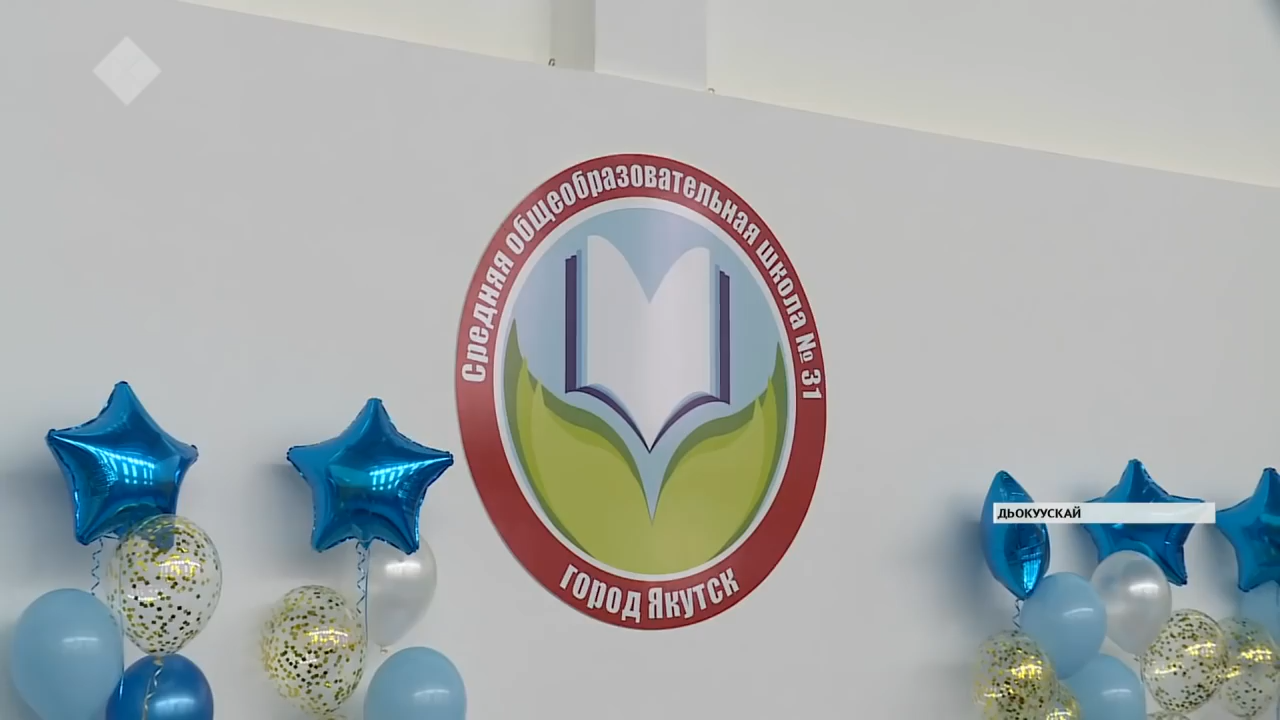 Средняя общеобразовательная школа № 31
город Якутск
ДЬОКУУСКАЙ